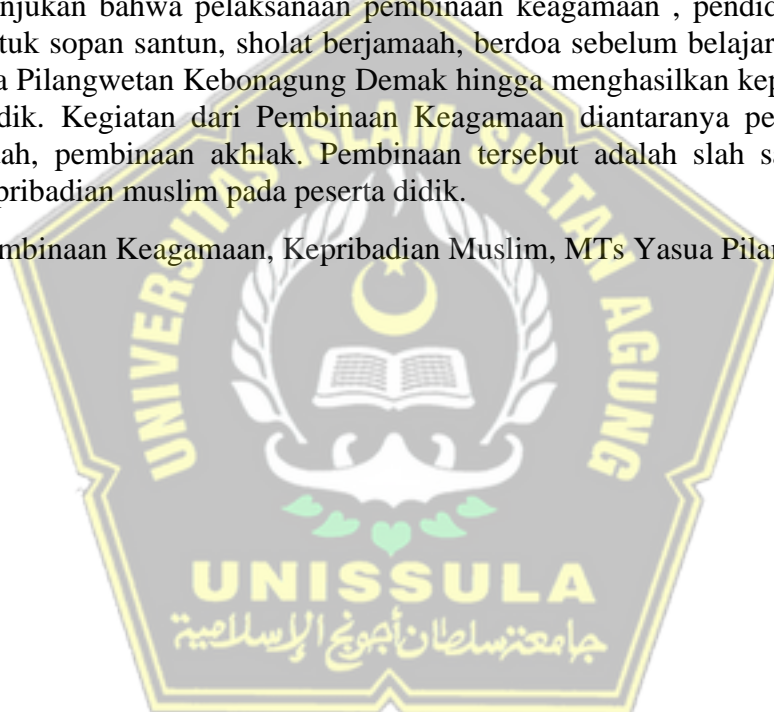 njukan bahwa pelaksanaan pembinaan keagamaan , pendid
tuk sopan santun, sholat berjamaah, berdoa sebelum belajar
a Pilangwetan Kebonagung Demak hingga menghasilkan kep
dik. Kegiatan dari Pembinaan Keagamaan diantaranya pe
ah, pembinaan akhlak. Pembinaan tersebut adalah slah sa
pribadian muslim pada peserta didik.
mbinaan Keagamaan, Kepribadian Muslim, MTs Yasua Pilan
UNIVERSITAS ISLAM SULTAN AGUNG
UNISSULA
جامعة سلطان أجونج الإسلامية